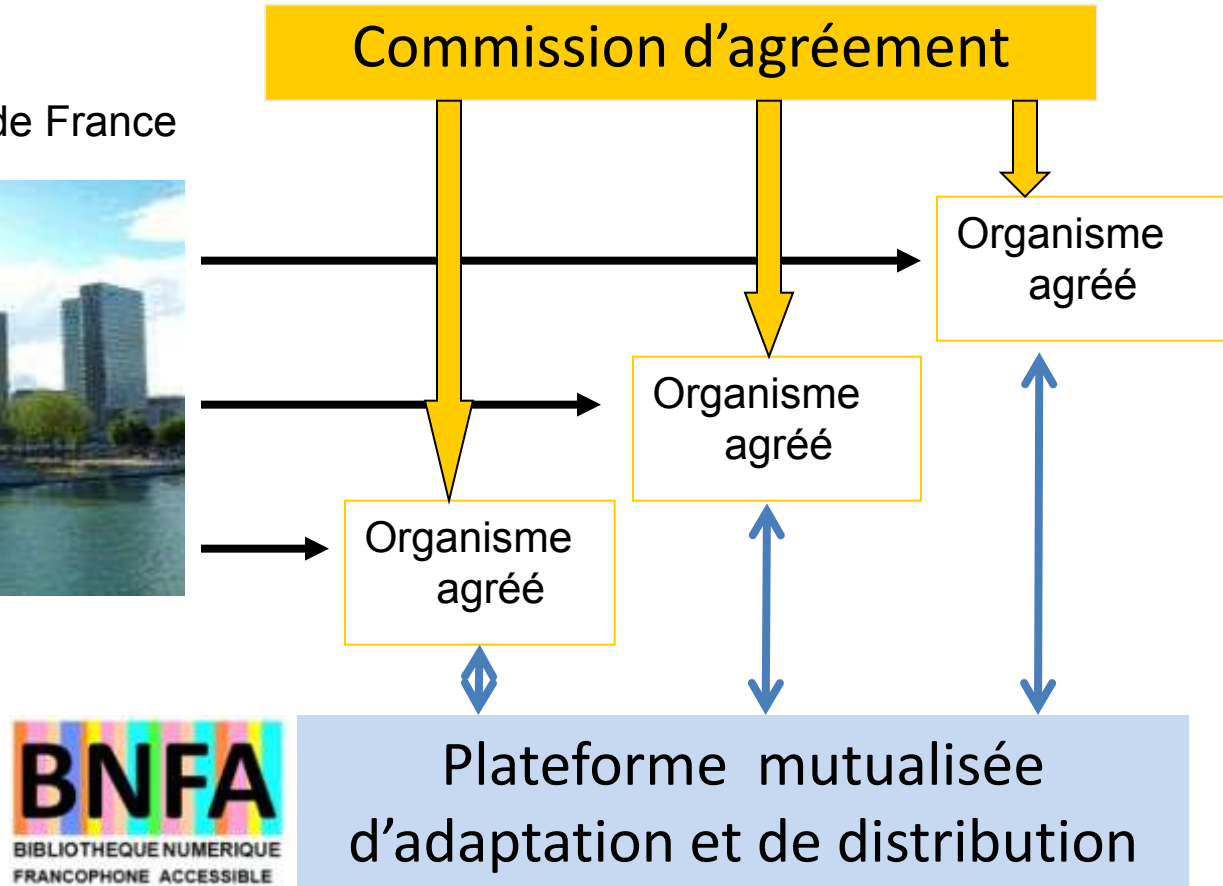 Commission d'agréement
de France
Organisme
agréé
Organisme
agréé
Organisme
agréé
BNFA
BIBLIOTHEQUE NUMERIQUE
FRANCOPHONE ACCESSIBLE
Plateforme mutualisée
d'adaptation et de distribution